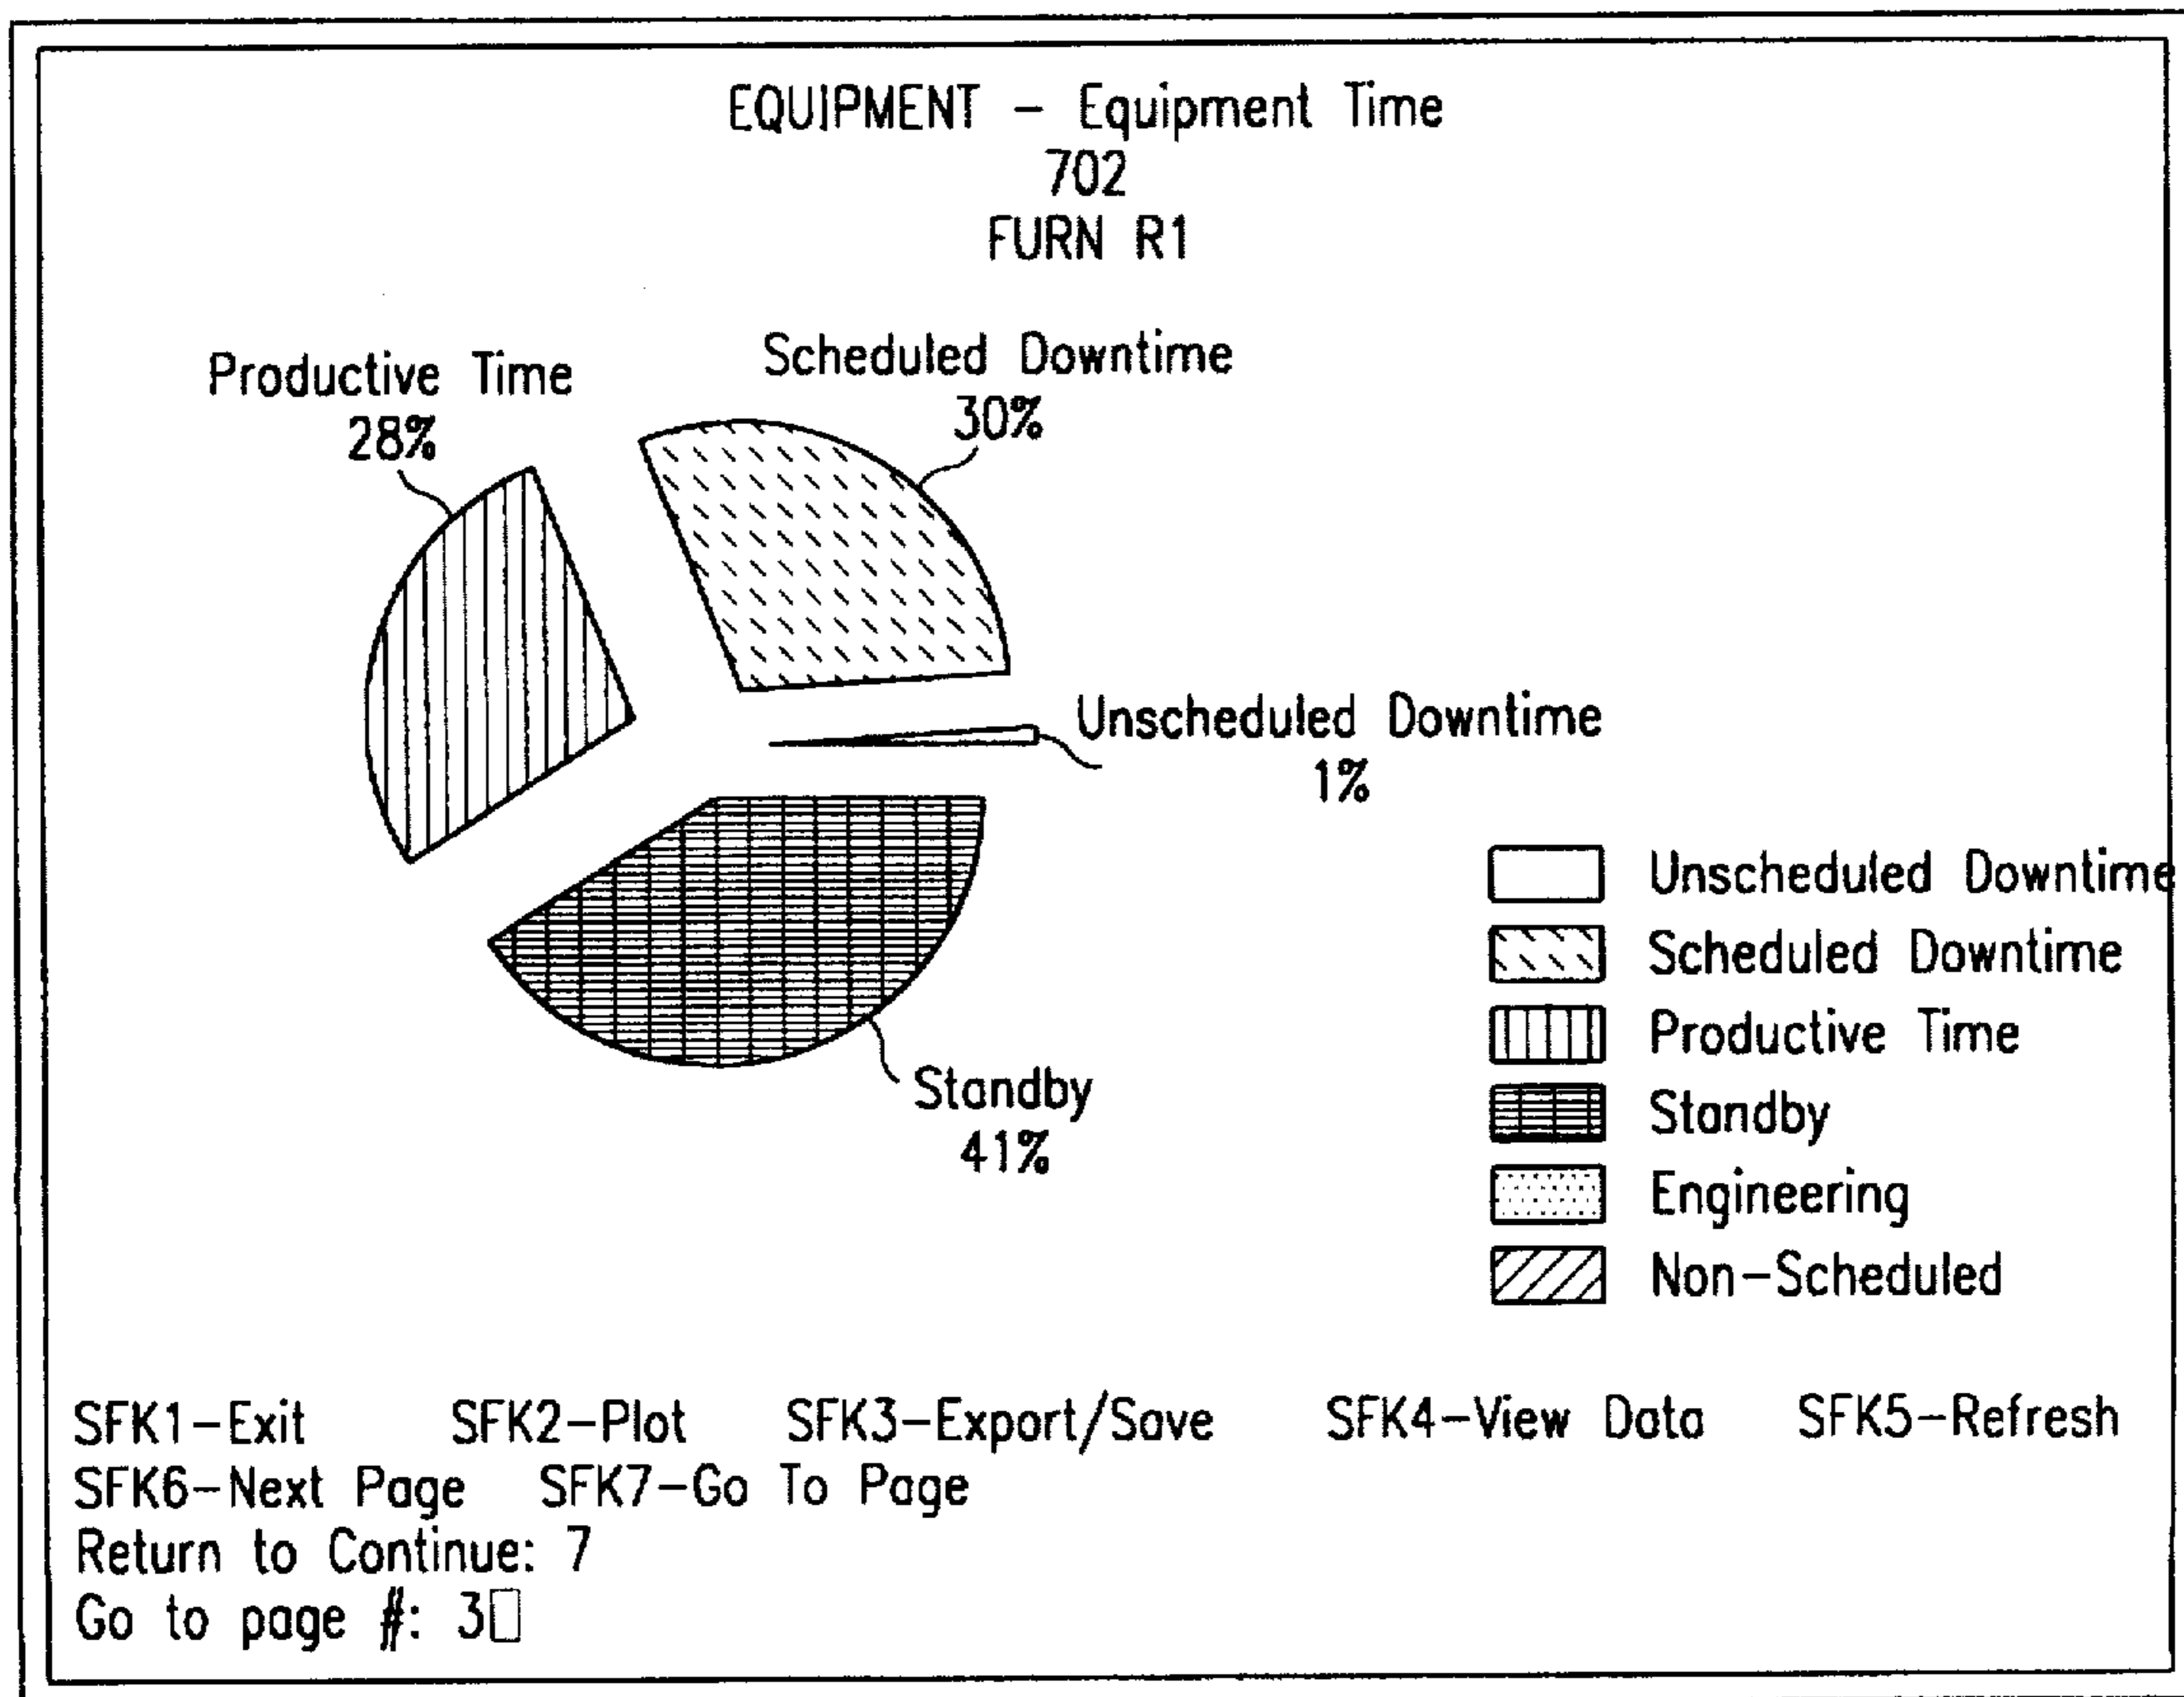 EQUIPMENT - Equipment Time
702
FURN R1
Productive Time
28%
Scheduled Downtime
30%
Unscheduled Downtime
1%
Standby
41%
Unscheduled Downtime
Scheduled Downtime
Productive Time
Standby
Engineering
Non-Scheduled
SFK1-Exit SFK2-Plot SFK3-Export/Save SFK4-View Data SFK5-Refresh
SFK6-Next Page SFK7-Go To Page
Return to Continue: 7
Go to page #: 3